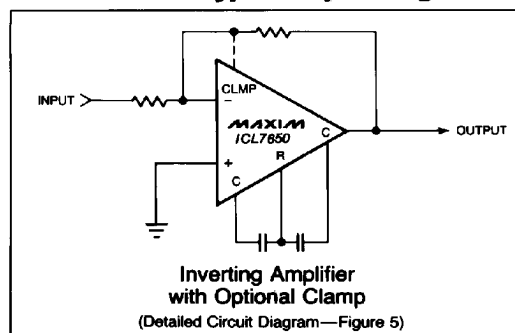 CLMP
INPUT
−
MAXIM
ICL7650
C
OUTPUT
R
+
C
Inverting Amplifier
with Optional Clamp
(Detailed Circuit Diagram—Figure 5)